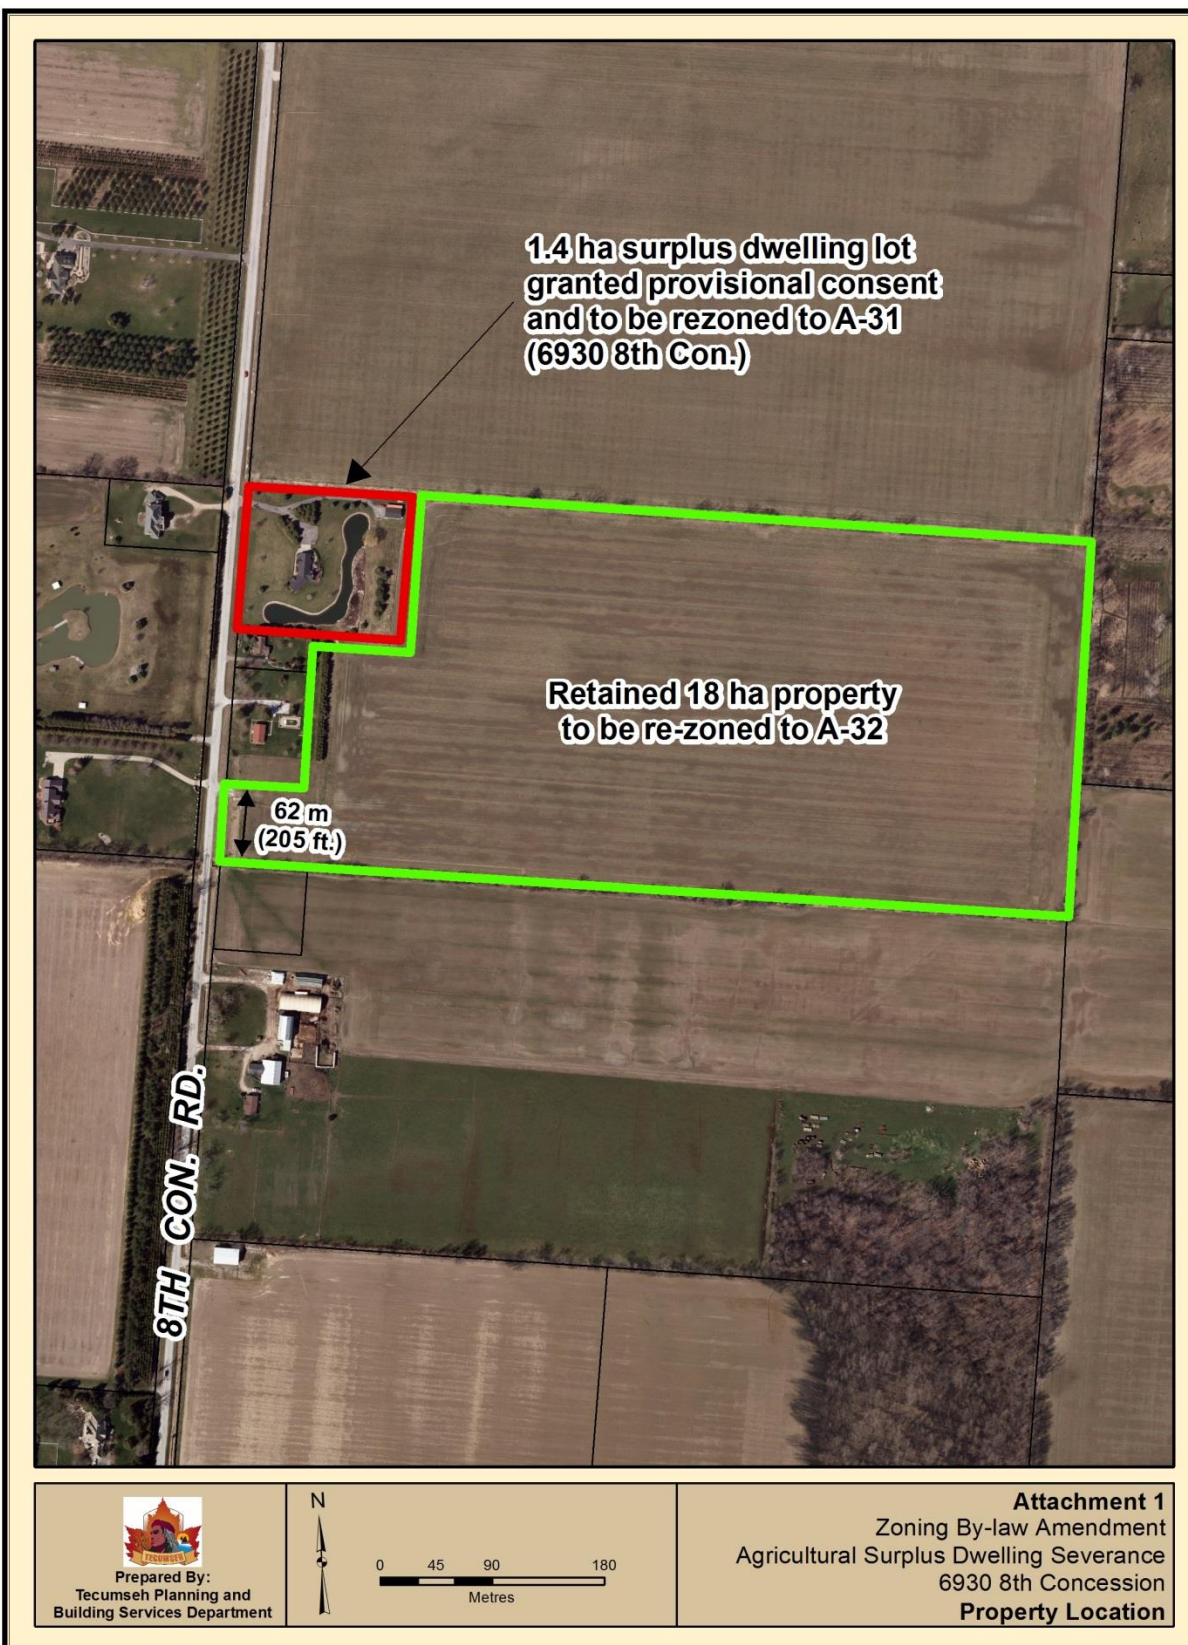 1.4 ha surplus dwelling lot
granted provisional consent
and to be rezoned to A-31
(6930 8th Con.)
Retained 18 ha property
to be re-zoned to A-32
62 m
(205 ft.)
8TH CON. RD.
TECUMSEH
Prepared By:
Tecumseh Planning and
Building Services Department
N
0 45 90 180
Metres
Attachment 1
Zoning By-law Amendment
Agricultural Surplus Dwelling Severance
6930 8th Concession
Property Location